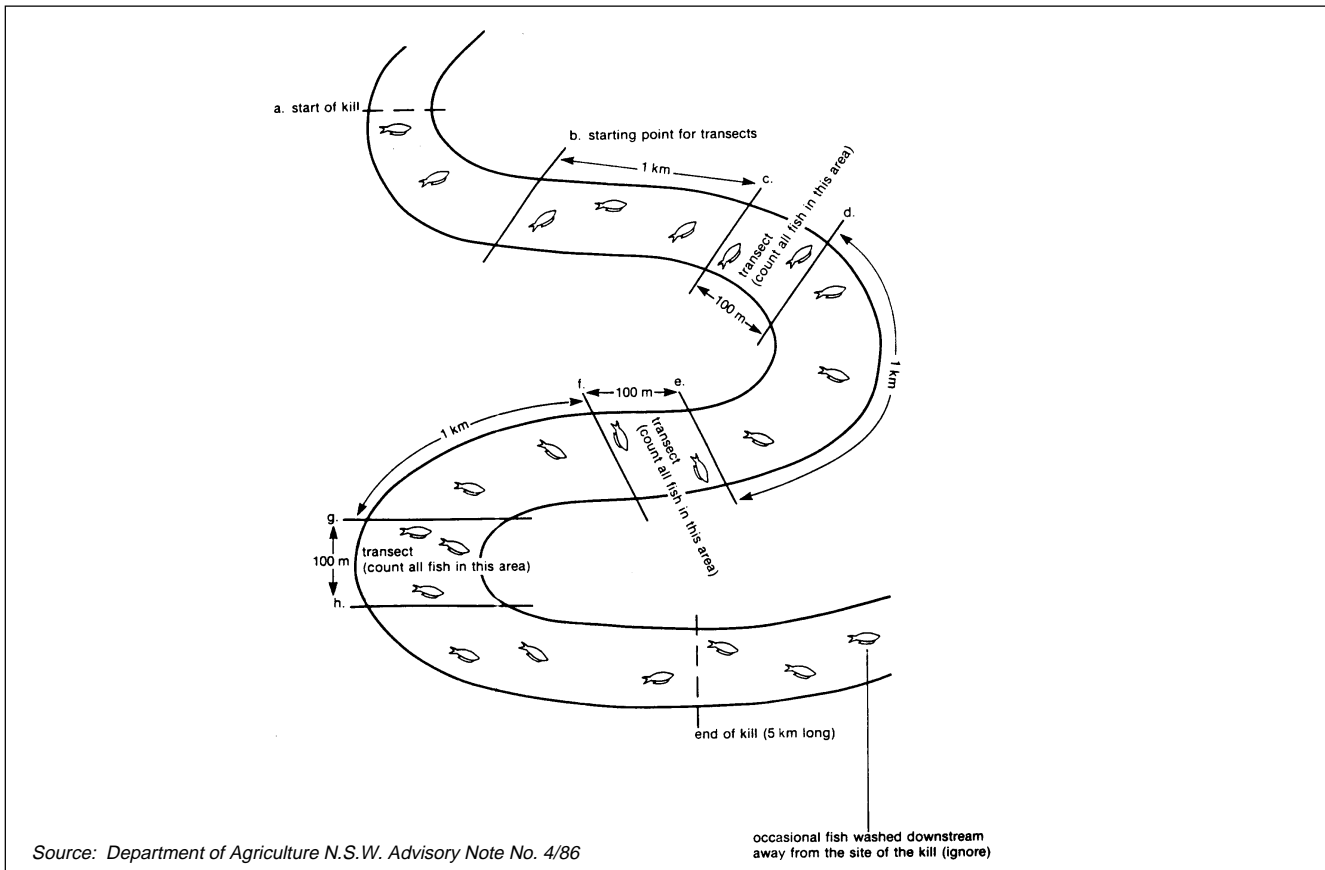 a. start of kill
b. starting point for transects
1 km
c.
transect
(count all fish in this area)
d.
100 m
1 km
f.
100 m
e.
transect
(count all fish in this area)
1 km
g.
100 m
transect
(count all fish in this area)
h.
end of kill (5 km long)
occasional fish washed downstream
away from the site of the kill (ignore)
Source: Department of Agriculture N.S.W. Advisory Note No. 4/86